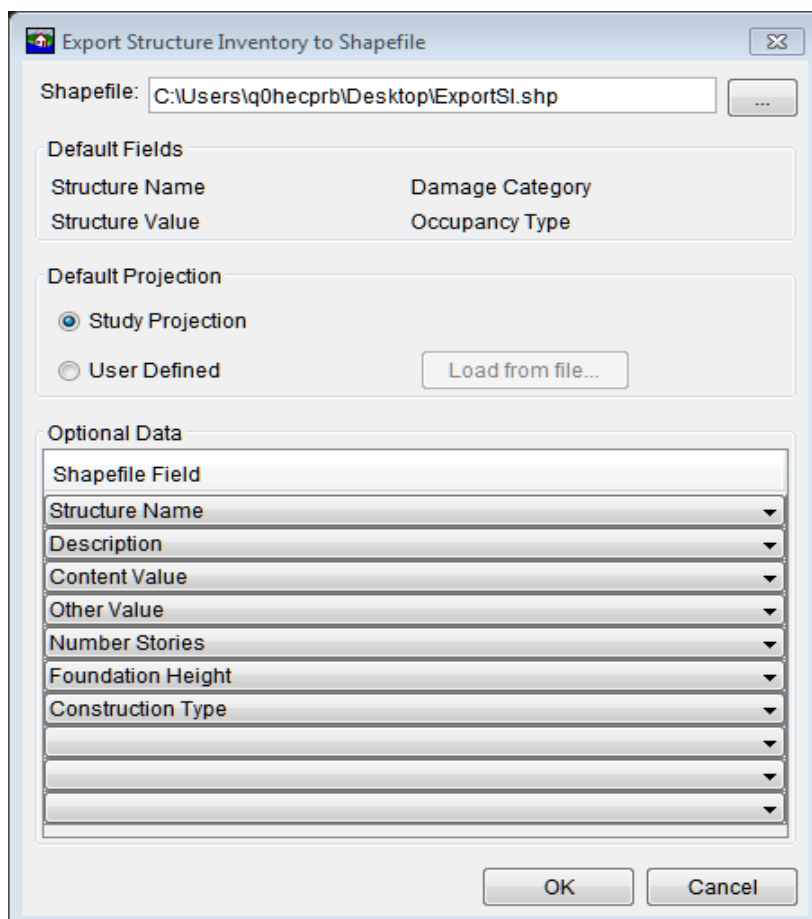 Export Structure Inventory to Shapefile
Shapefile: C:\Users\q0hecprb\Desktop\ExportSI.shp ...
Default Fields
Structure Name Damage Category
Structure Value Occupancy Type
Default Projection
Study Projection
User Defined Load from file...
Optional Data
Shapefile Field
Structure Name
Description
Content Value
Other Value
Number Stories
Foundation Height
Construction Type
OK Cancel